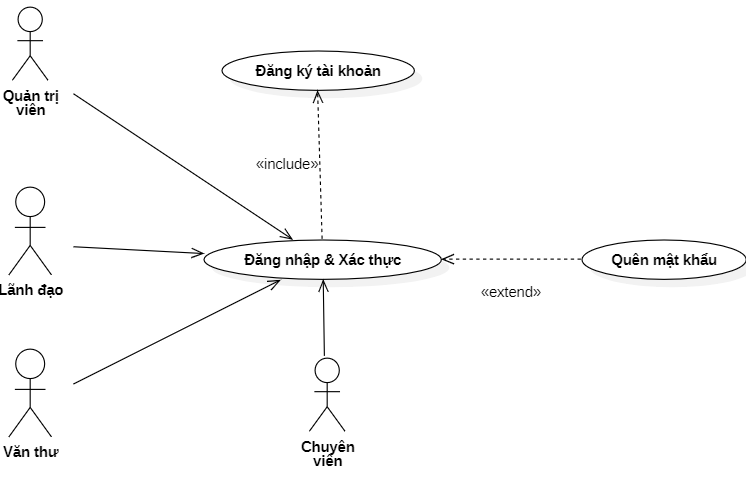 Quản trị
viên
Đăng ký tài khoản
«include»
Lãnh đạo
Đăng nhập & Xác thực
Quên mật khẩu
«extend»
Văn thư
Chuyên
viên